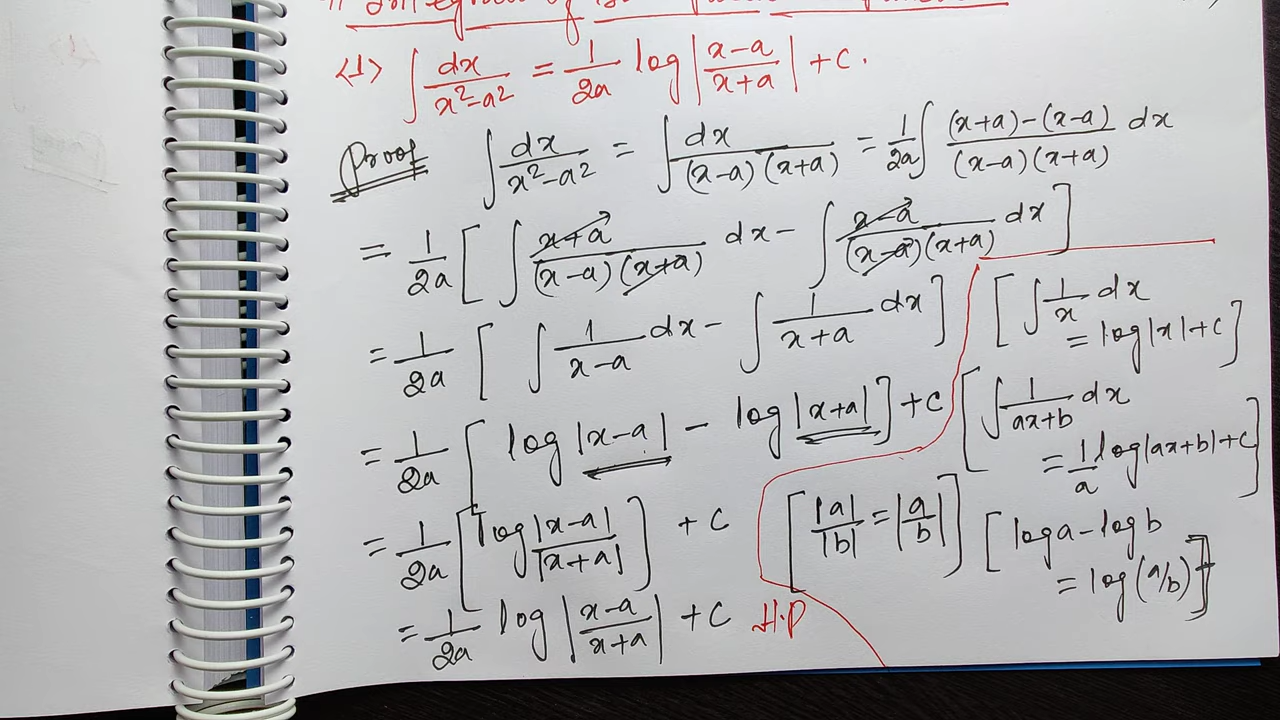 <1> ∫ dx/(x²-a²) = 1/2a log |(x-a)/(x+a)| + c.
Proof ∫ dx/(x²-a²) = ∫ dx/((x-a)(x+a)) = 1/2a ∫ ((x+a)-(x-a))/((x-a)(x+a)) dx
= 1/2a [ ∫ (x+a)/((x-a)(x+a)) dx - ∫ (x-a)/((x-a)(x+a)) dx ]
= 1/2a [ ∫ 1/(x-a) dx - ∫ 1/(x+a) dx ]
[ ∫ 1/x dx
= log|x|+c ]
= 1/2a [ log |x-a| - log |x+a| ] + c
[ ∫ 1/(ax+b) dx
= 1/a log|ax+b|+c ]
= 1/2a [ log |x-a|/|x+a| ] + c
[ |a|/|b| = |a/b| ]
[ log a - log b
= log (a/b) ]
= 1/2a log |(x-a)/(x+a)| + c H.P